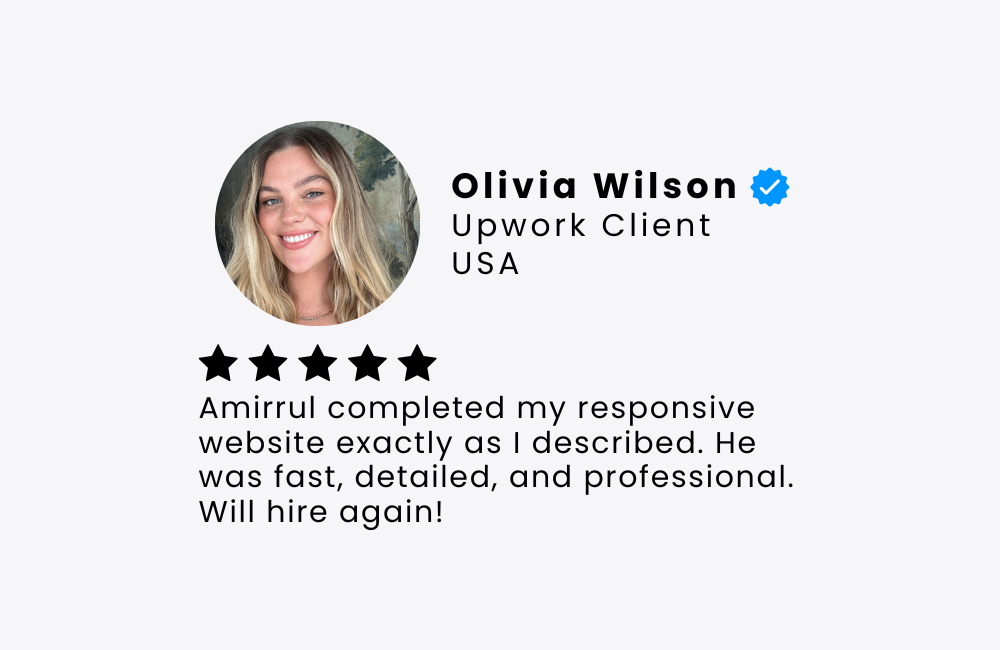 Olivia Wilson
Upwork Client
USA
Amirrul completed my responsive
website exactly as I described. He
was fast, detailed, and professional.
Will hire again!